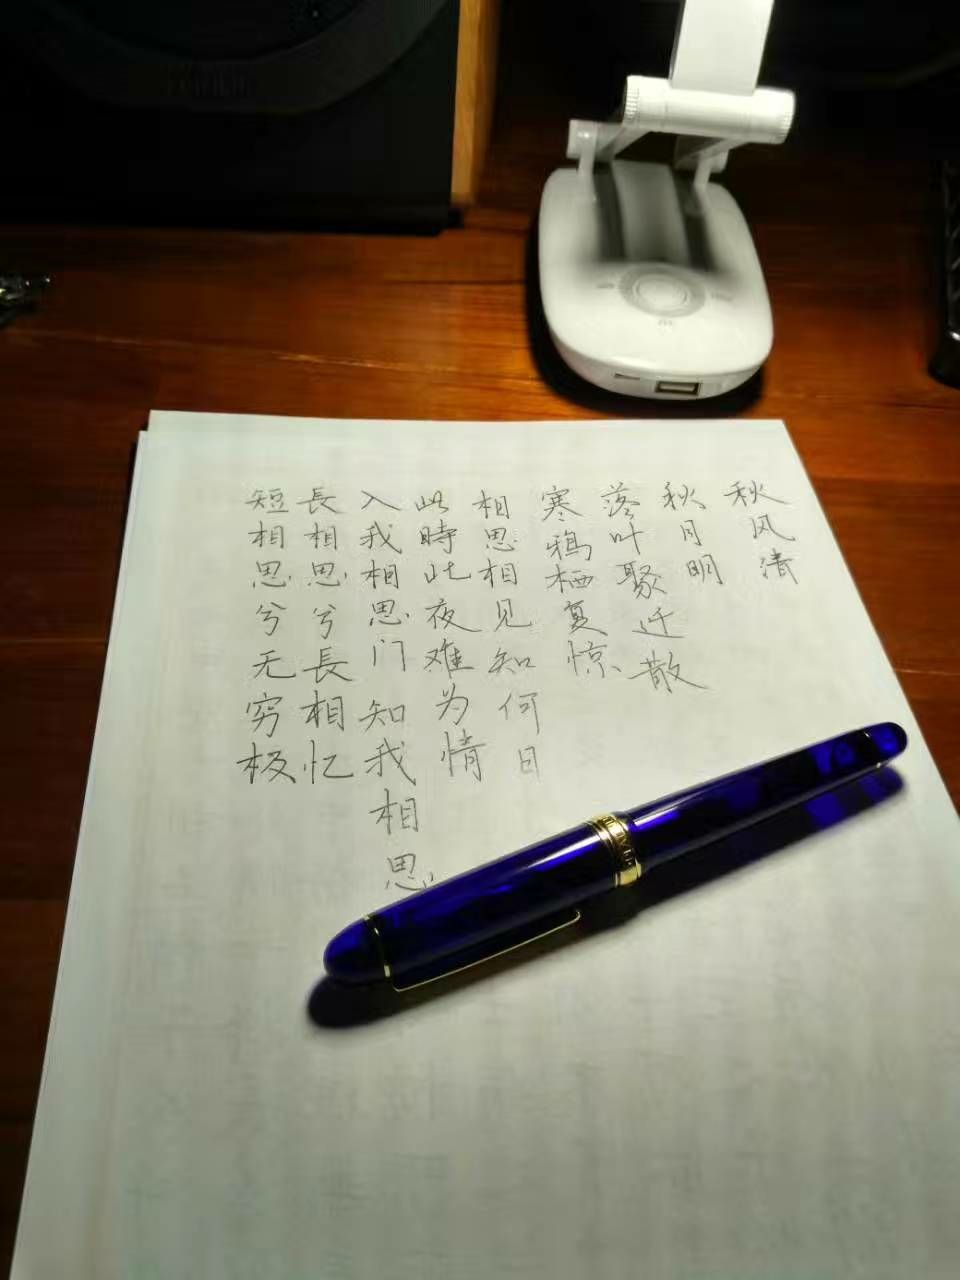 秋风清
秋月明
落叶聚还散
寒鸦栖复惊
相思相见知何日
此時此夜难为情
入我相思门 知我相思
長相思兮長相忆
短相思兮无穷极